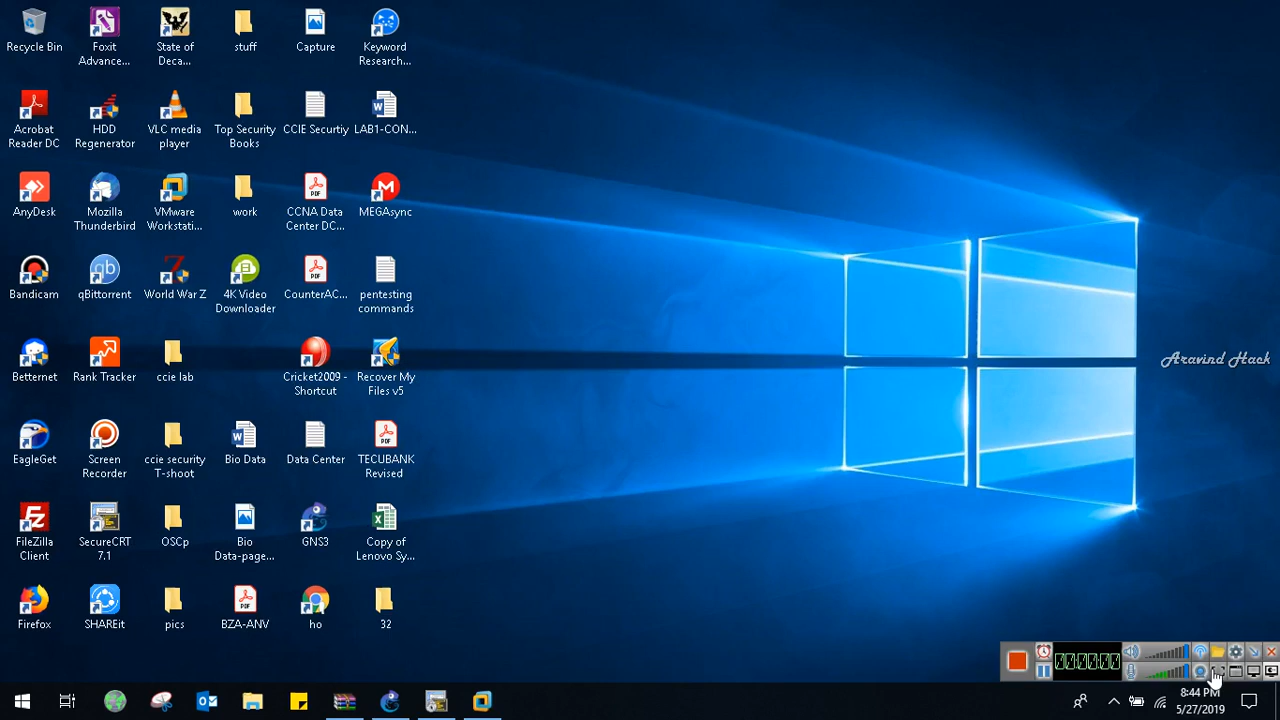 Recycle Bin
Foxit
Advance...
State of
Deca...
stuff
Capture
Keyword
Research...
Acrobat
Reader DC
HDD
Regenerator
VLC media
player
Top Security
Books
CCIE Securtiy
LAB1-CON...
AnyDesk
Mozilla
Thunderbird
VMware
Workstati...
work
CCNA Data
Center DC...
MEGAsync
Bandicam
qBittorrent
World War Z
4K Video
Downloader
CounterAC...
pentesting
commands
Betternet
Rank Tracker
ccie lab
Cricket2009 -
Shortcut
Recover My
Files v5
EagleGet
Screen
Recorder
ccie security
T-shoot
Bio Data
Data Center
TECUBANK
Revised
FileZilla
Client
SecureCRT
7.1
OSCp
Bio
Data-page...
GNS3
Copy of
Lenovo Sy...
Firefox
SHAREit
pics
BZA-ANV
ho
32
Aravind Hack
8:44 PM
5/27/2019